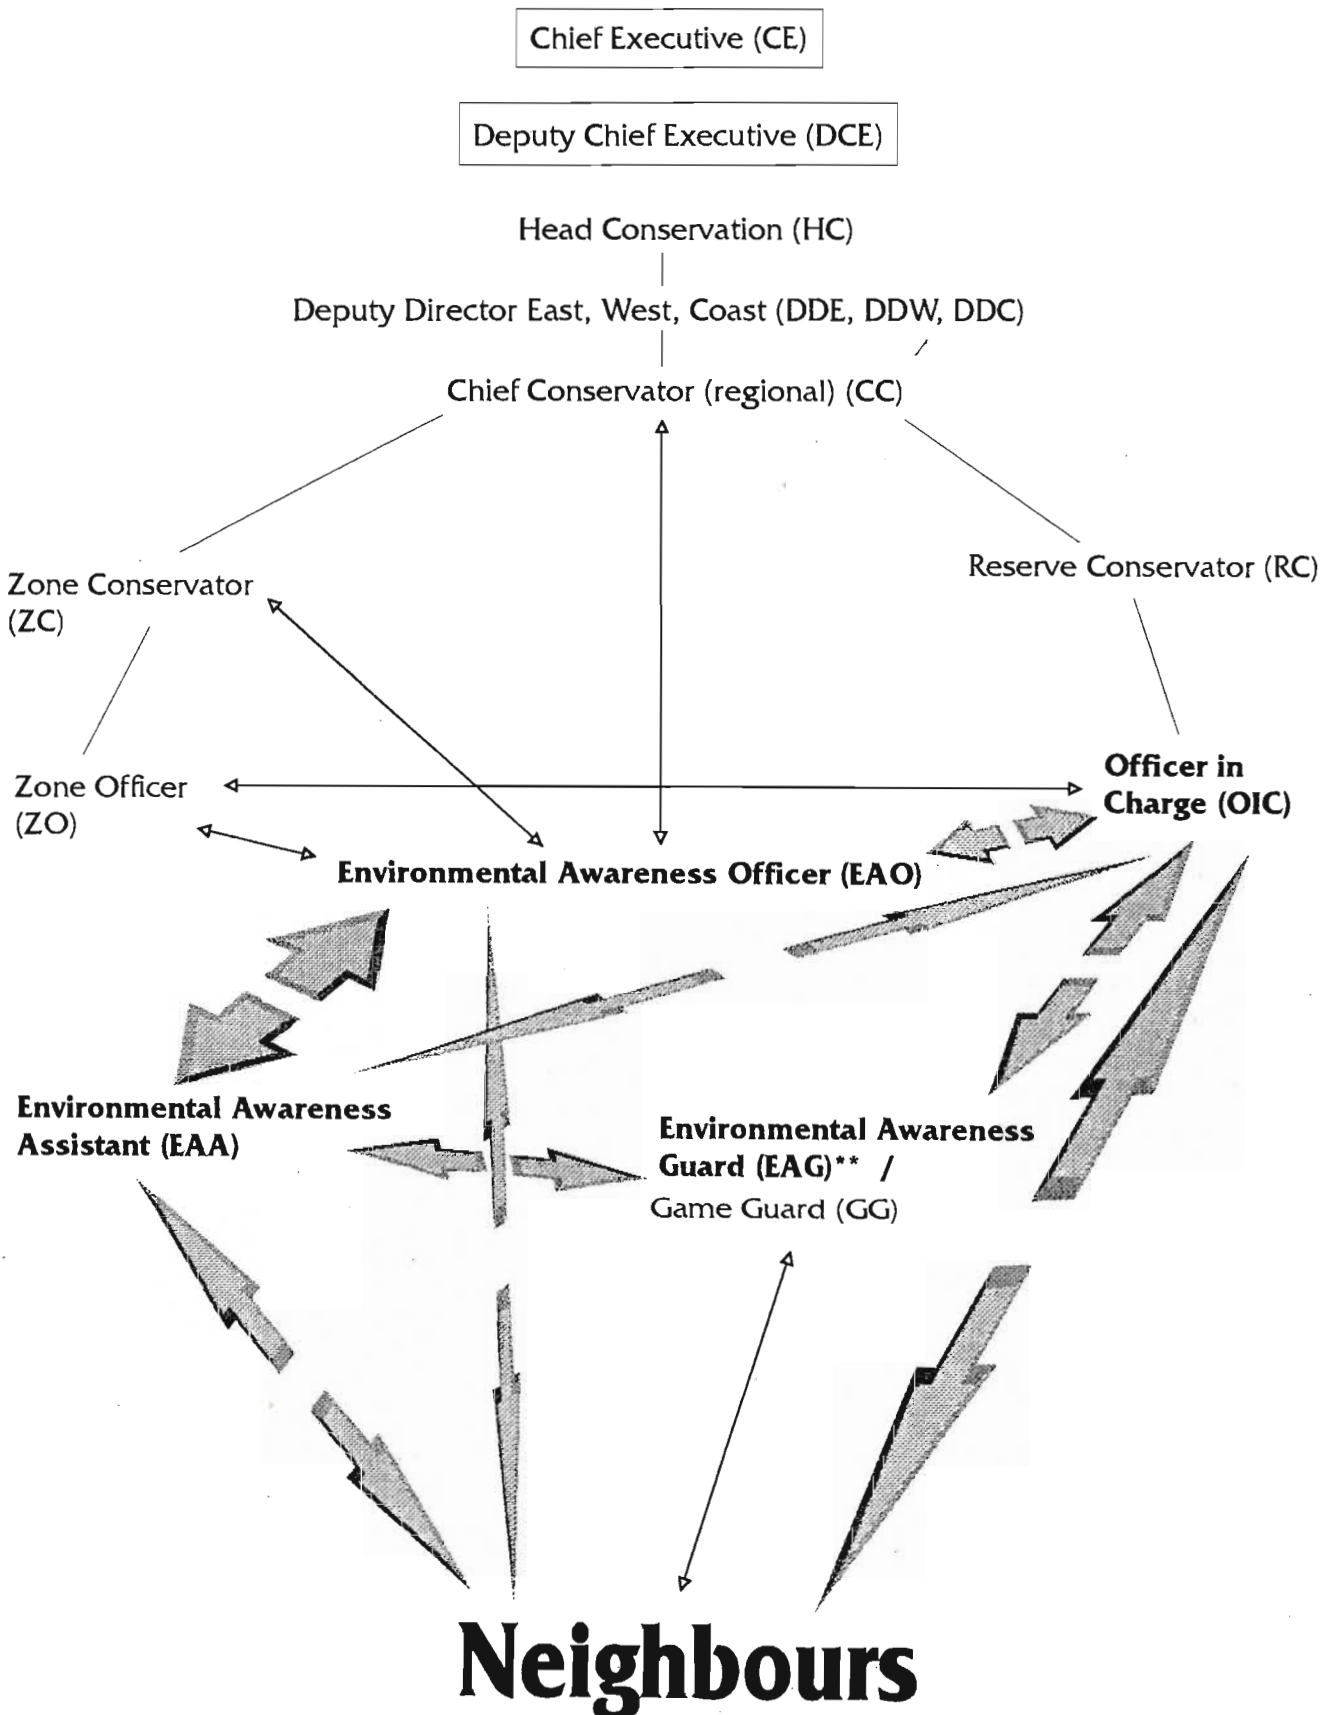 Chief Executive (CE)
Deputy Chief Executive (DCE)
Head Conservation (HC)
Deputy Director East, West, Coast (DDE, DDW, DDC)
Chief Conservator (regional) (CC)
Zone Conservator
(ZC)
Reserve Conservator (RC)
Zone Officer
(ZO)
Officer in
Charge (OIC)
Environmental Awareness Officer (EAO)
Environmental Awareness
Assistant (EAA)
Environmental Awareness
Guard (EAG)** /
Game Guard (GG)
Neighbours